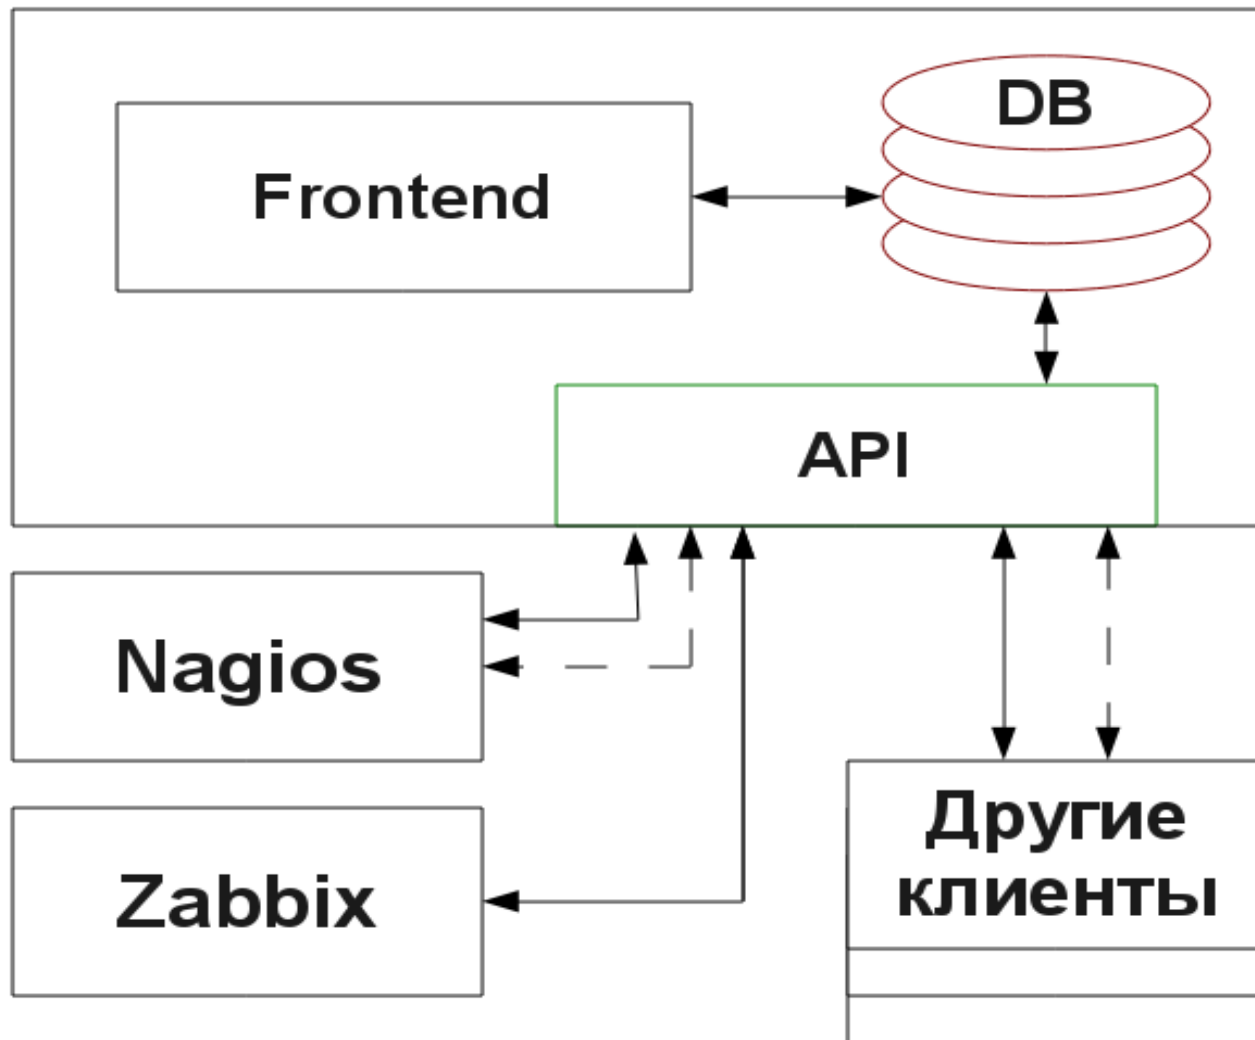 DB
Frontend
API
Nagios
Zabbix
Другие
клиенты